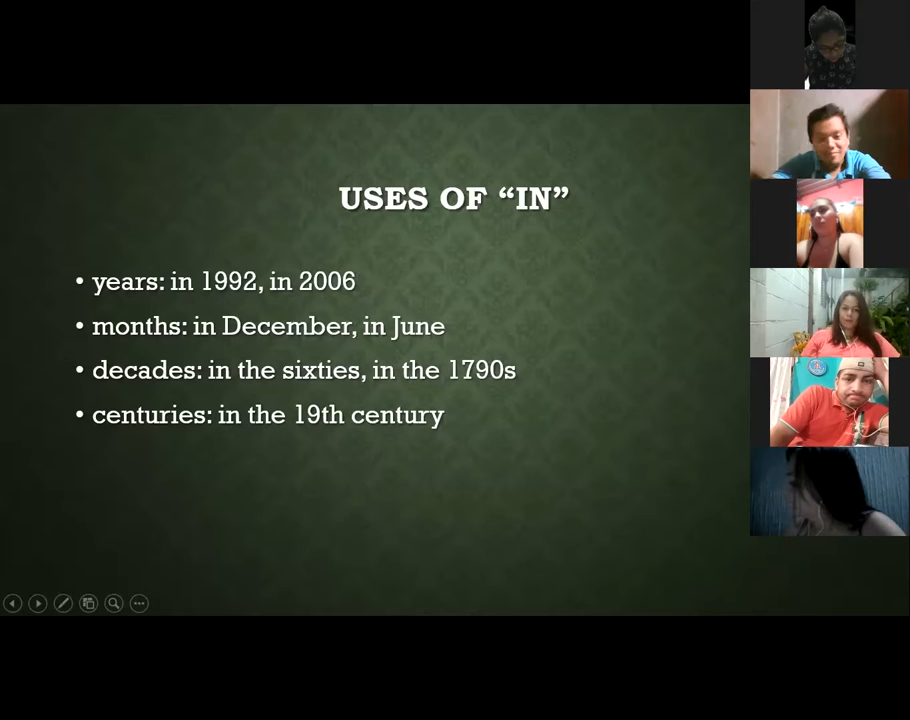 USES OF “IN”
• years: in 1992, in 2006
• months: in December, in June
• decades: in the sixties, in the 1790s
• centuries: in the 19th century